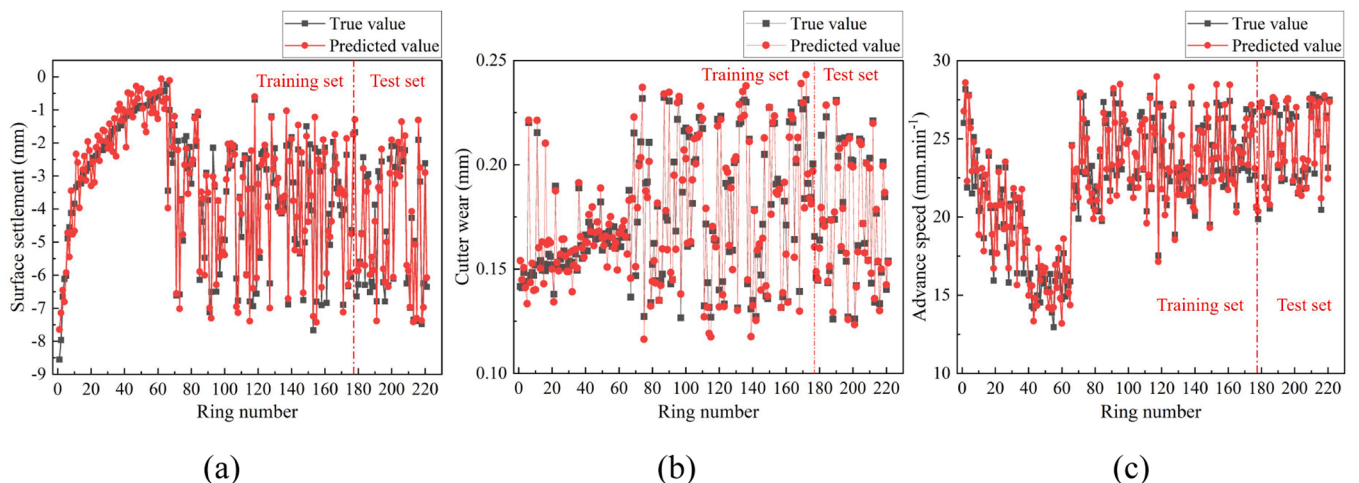 True value
Predicted value
Training set
Test set
Surface settlement (mm)
0
-1
-2
-3
-4
-5
-6
-7
-8
-9
0 20 40 60 80 100 120 140 160 180 200 220
Ring number
(a)
True value
Predicted value
Training set
Test set
Cutter wear (mm)
0.25
0.20
0.15
0.10
0 20 40 60 80 100 120 140 160 180 200 220
Ring number
(b)
True value
Predicted value
Training set
Test set
Advance speed (mm.min⁻¹)
30
25
20
15
10
0 20 40 60 80 100 120 140 160 180 200 220
Ring number
(c)